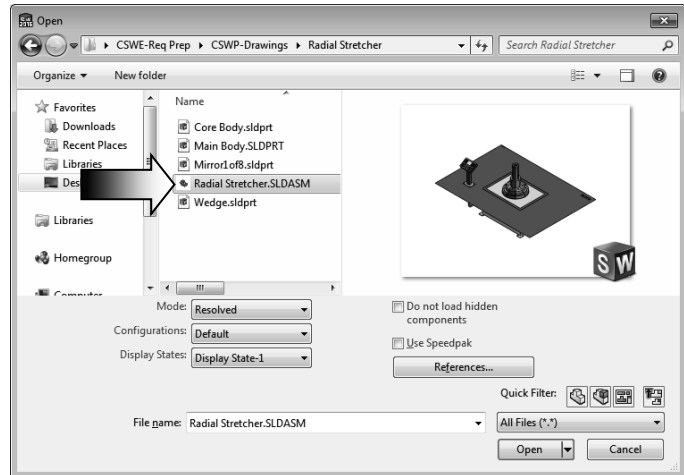 Open
CSWE-Req Prep ▸ CSWP-Drawings ▸ Radial Stretcher
Search Radial Stretcher
Organize
New folder
Favorites
Downloads
Recent Places
Libraries
Des
Libraries
Homegroup
Computer
Name
Core Body.sldprt
Main Body.SLDPRT
Mirror1of8.sldprt
Radial Stretcher.SLDASM
Wedge.sldprt
SW
Mode: Resolved
Configurations: Default
Display States: Display State-1
Do not load hidden
components
Use Speedpak
References...
Quick Filter:
File name: Radial Stretcher.SLDASM
All Files (*.*)
Open
Cancel